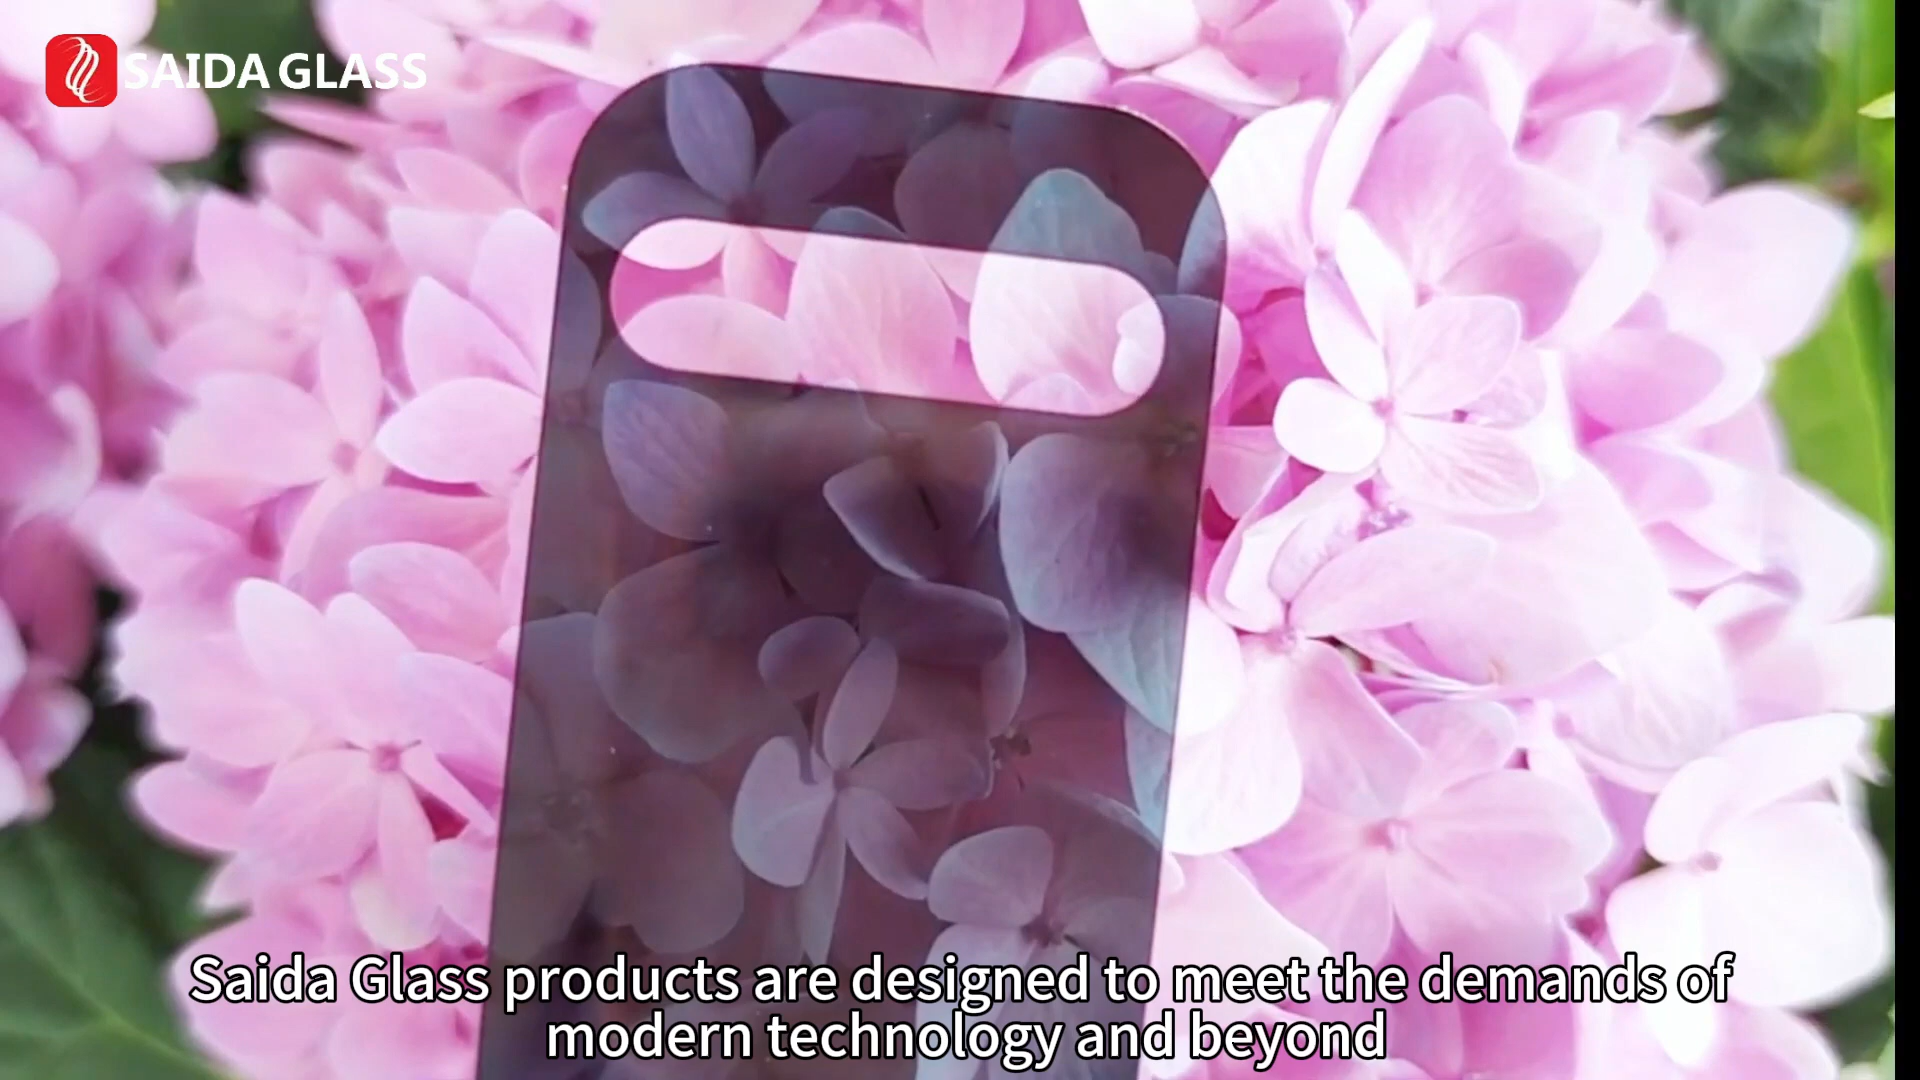 SAIDA GLASS
Saida Glass products are designed to meet the demands of
modern technology and beyond